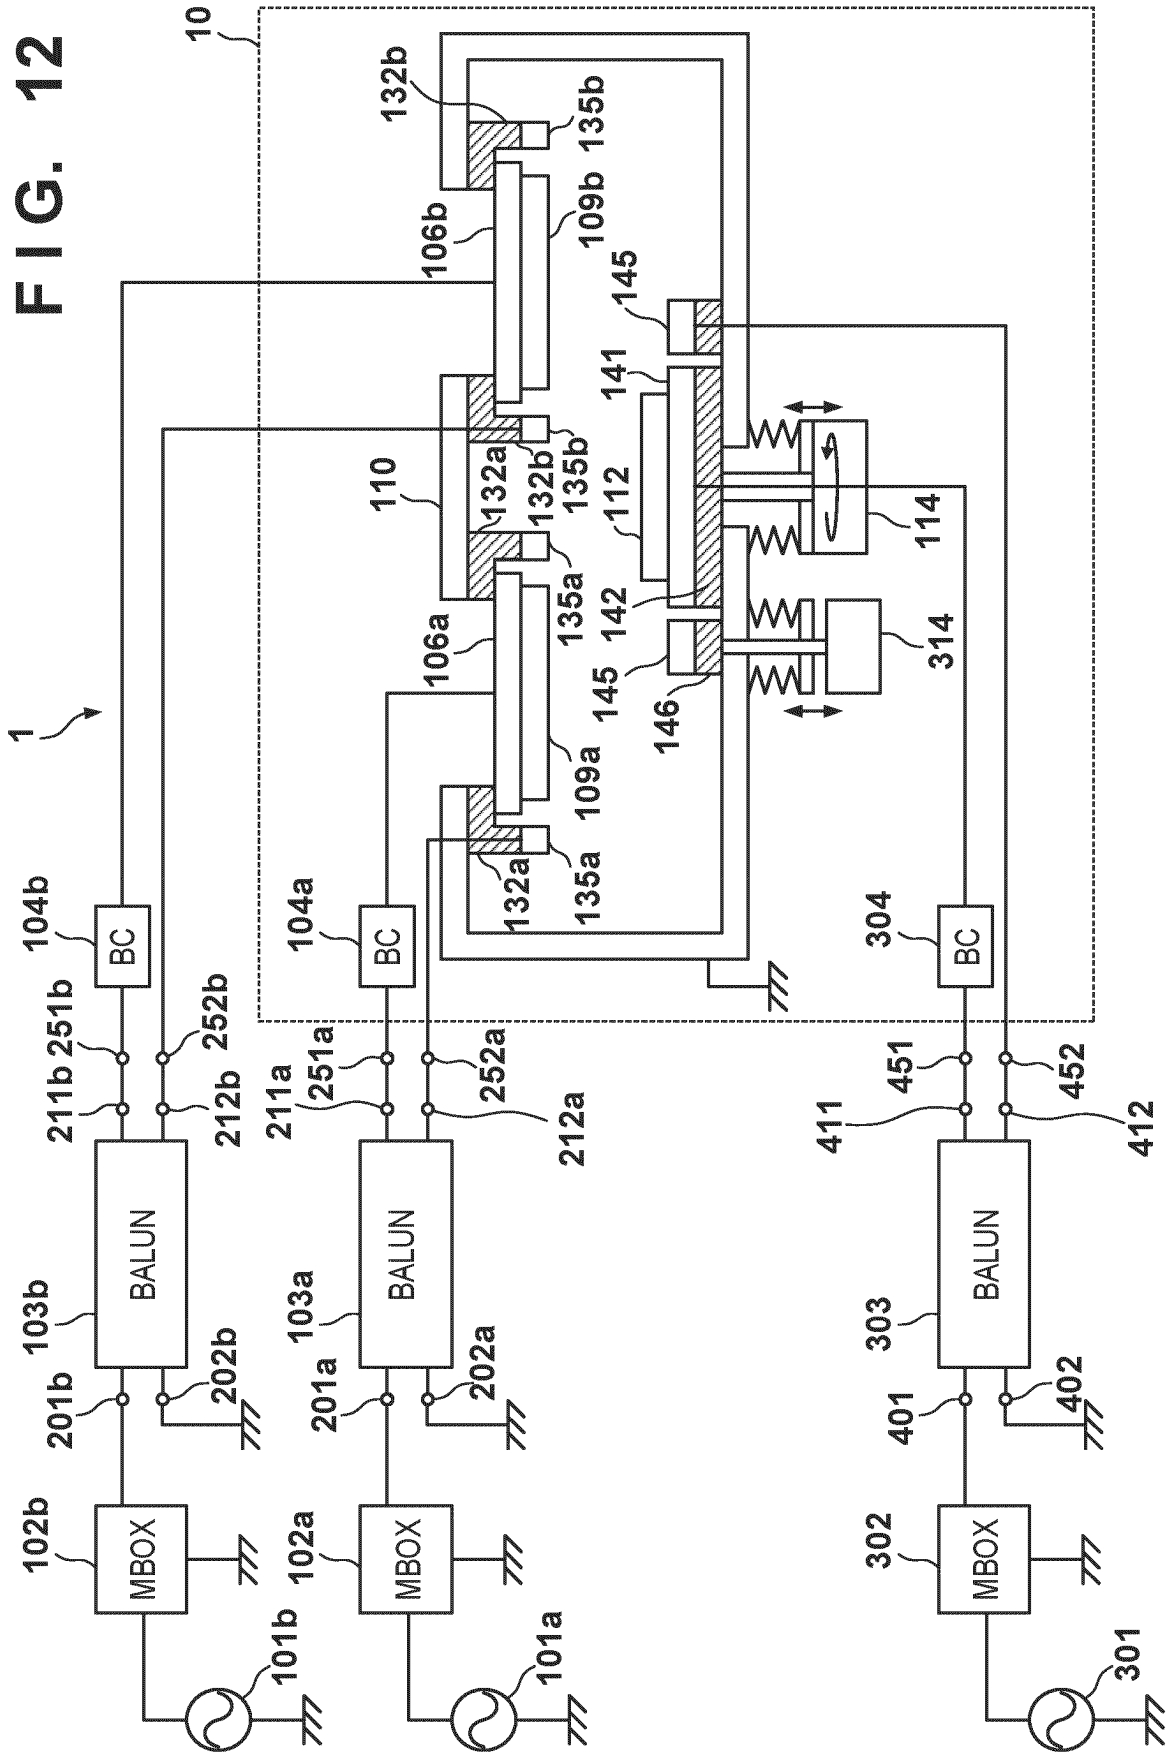 FIG. 12
1
10
101b
102b
MBOX
201b
202b
103b
BALUN
211b
251b
212b
252b
104b
BC
101a
102a
MBOX
201a
202a
103a
BALUN
211a
251a
212a
252a
104a
BC
132a
135a
109a
106a
135a
132a
110
132b
135b
106b
109b
132b
135b
145
146
142
112
141
145
314
114
301
302
MBOX
401
402
303
BALUN
411
451
412
452
304
BC